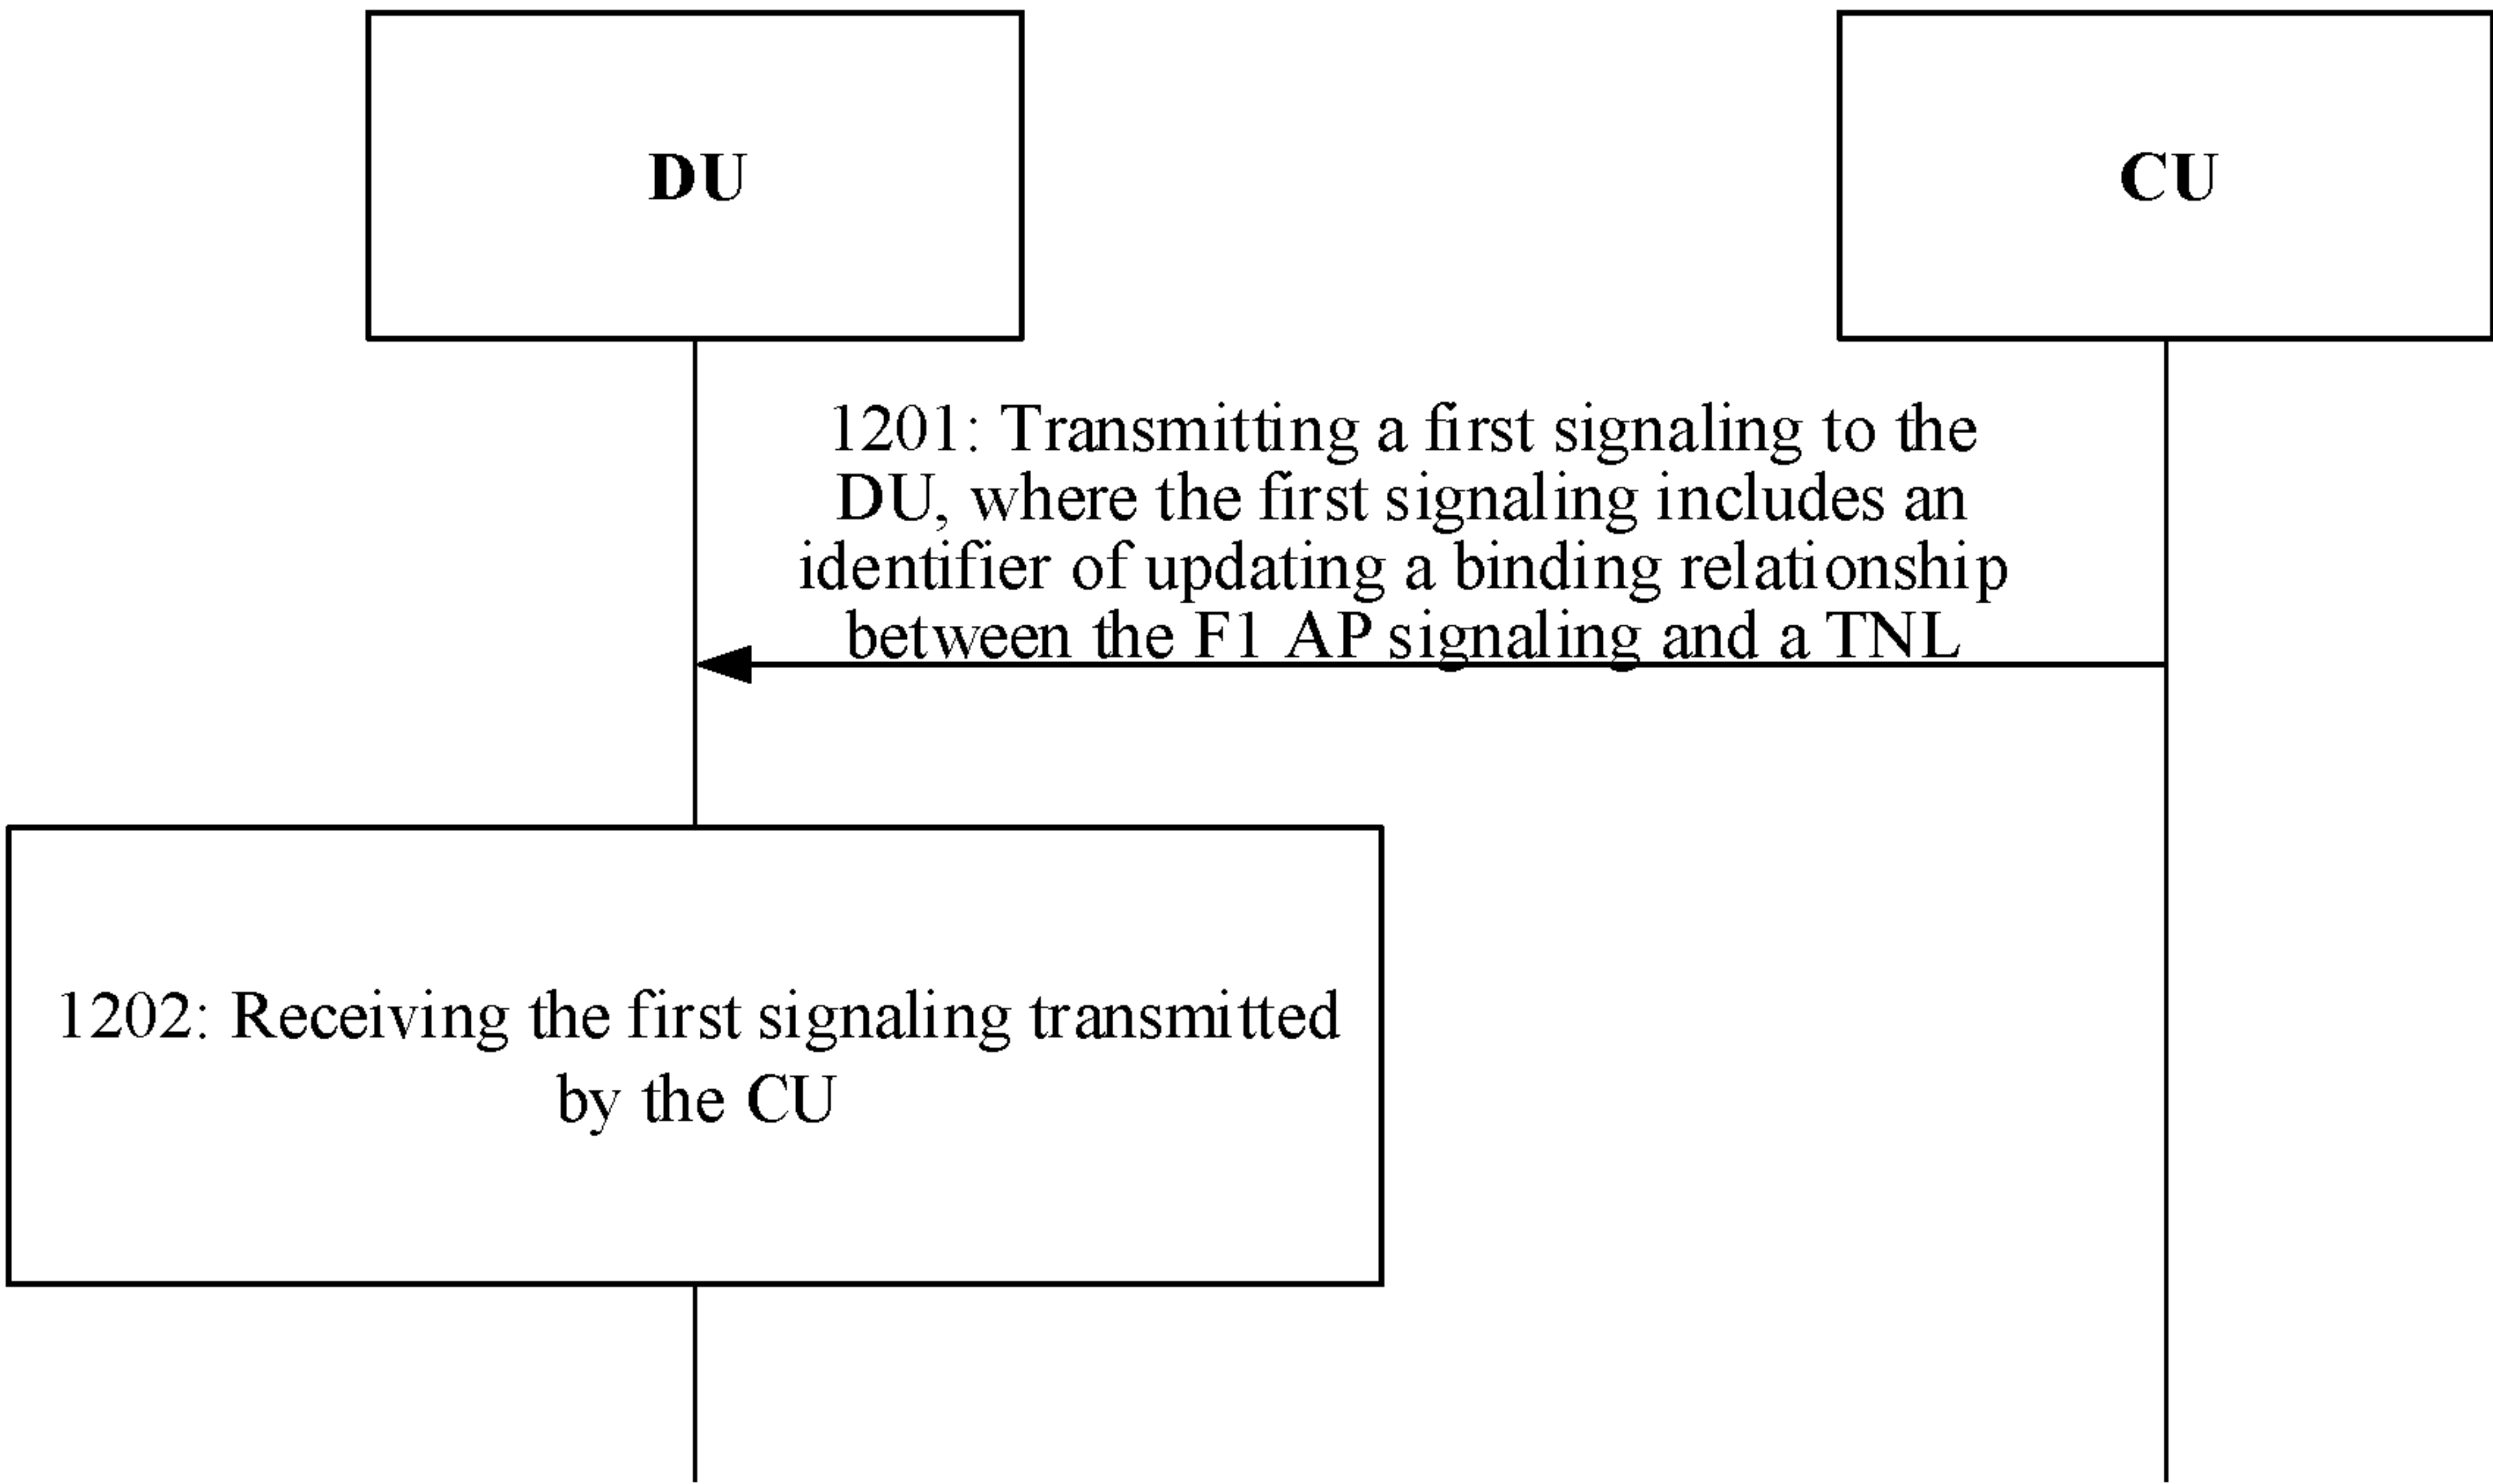 DU
CU
1201: Transmitting a first signaling to the
DU, where the first signaling includes an
identifier of updating a binding relationship
between the F1 AP signaling and a TNL
1202: Receiving the first signaling transmitted
by the CU